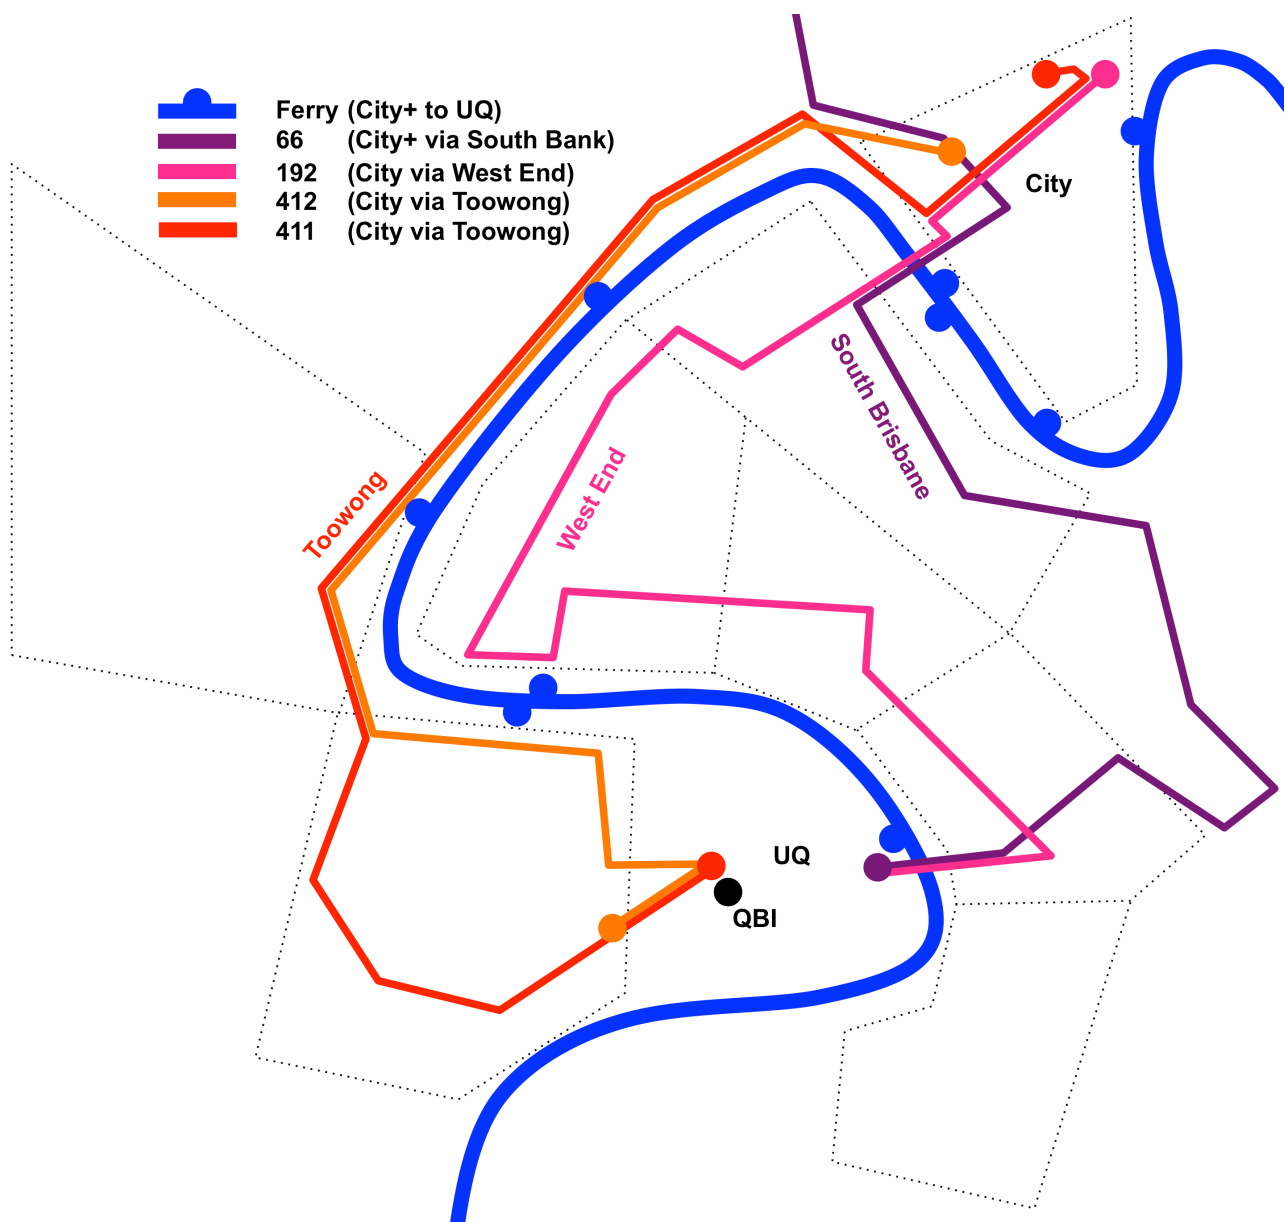 Ferry (City+ to UQ)
66 (City+ via South Bank)
192 (City via West End)
412 (City via Toowong)
411 (City via Toowong)
City
South Brisbane
West End
Toowong
UQ
QBI